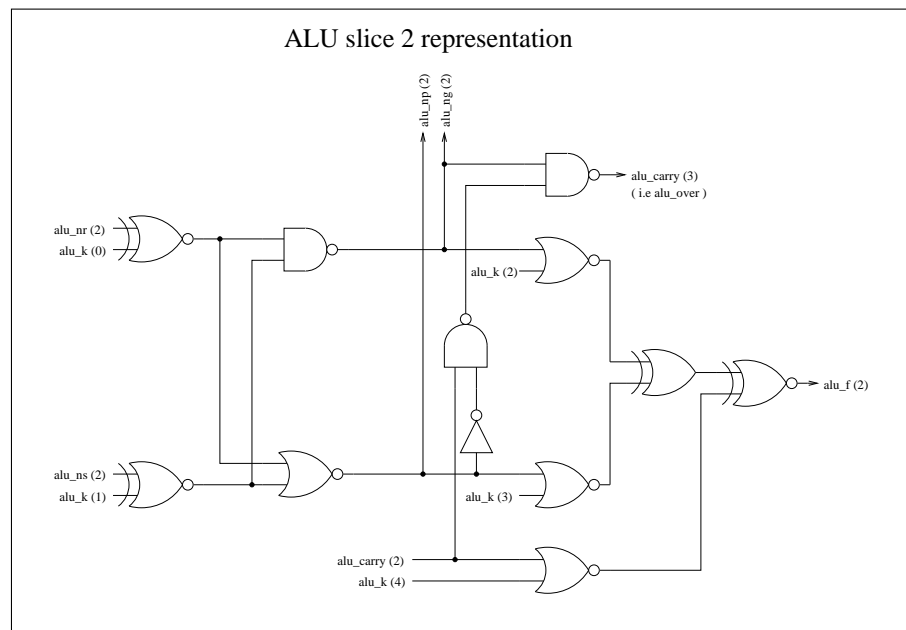 ALU slice 2 representation
alu_np (2)
alu_ng (2)
alu_carry (3)
( i.e alu_over )
alu_nr (2)
alu_k (0)
alu_k (2)
alu_f (2)
alu_ns (2)
alu_k (1)
alu_k (3)
alu_carry (2)
alu_k (4)